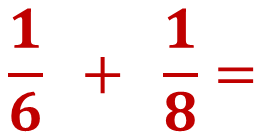 1/6 + 1/8 =